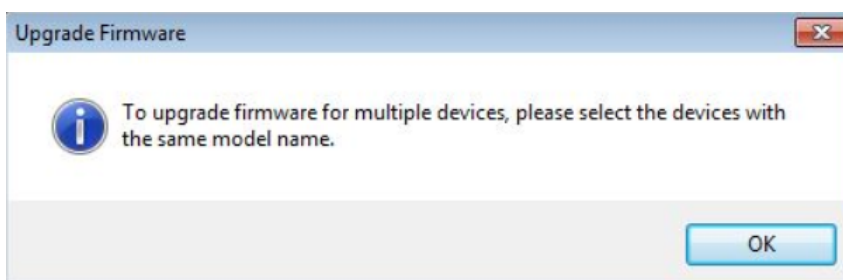 Upgrade Firmware
To upgrade firmware for multiple devices, please select the devices with
the same model name.
OK